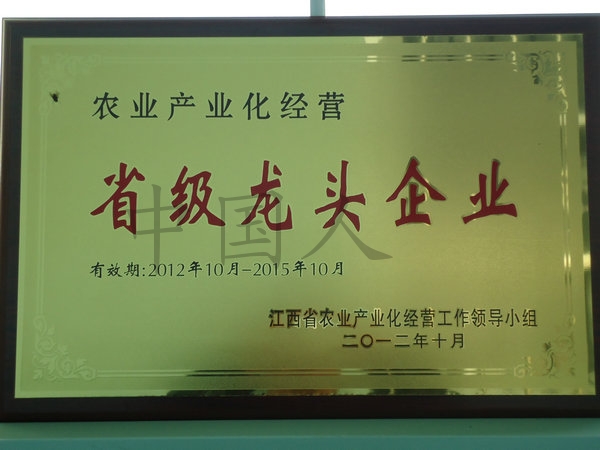 农业产业化经营
省级龙头企业
中国人
有效期:2012年10月-2015年10月
江西省农业产业化经营工作领导小组
二〇一二年十月